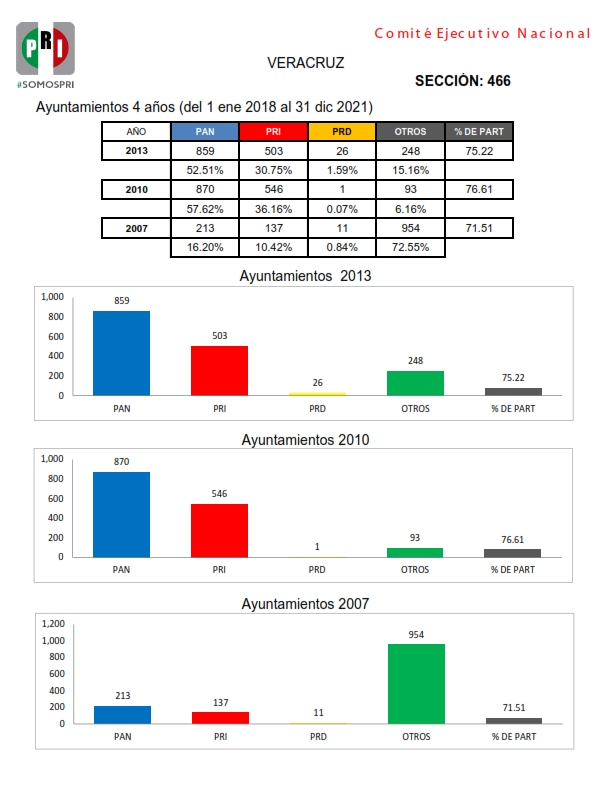 Comité Ejecutivo Nacional
PRI
#SOMOSPRI
VERACRUZ
SECCIÓN: 466
Ayuntamientos 4 años (del 1 ene 2018 al 31 dic 2021)
AÑO PAN PRI PRD OTROS % DE PART
2013 859 503 26 248 75.22
52.51% 30.75% 1.59% 15.16%
2010 870 546 1 93 76.61
57.62% 36.16% 0.07% 6.16%
2007 213 137 11 954 71.51
16.20% 10.42% 0.84% 72.55%
Ayuntamientos 2013
1,000
859
800
600
503
400
248
200
26
75.22
0
PAN PRI PRD OTROS % DE PART
Ayuntamientos 2010
1,000
870
800
600
546
400
200
1
93
76.61
0
PAN PRI PRD OTROS % DE PART
Ayuntamientos 2007
1,200
1,000
954
800
600
400
213
200
137
11
71.51
0
PAN PRI PRD OTROS % DE PART